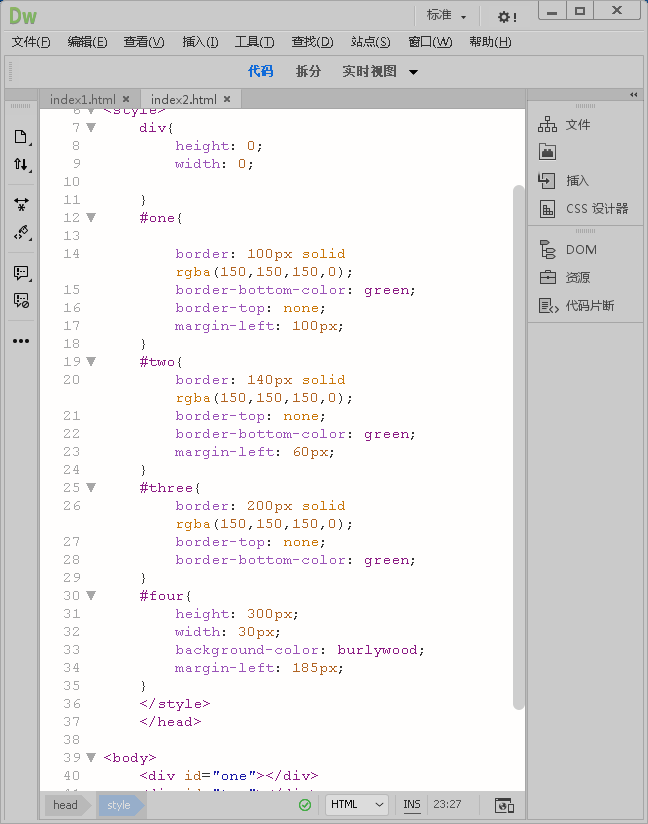 Dw
标准
!
文件(F) 编辑(E) 查看(V) 插入(I) 工具(T) 查找(D) 站点(S) 窗口(W) 帮助(H)
代码 拆分 实时视图
index1.html × index2.html ×
6 <style>
7 div{
8 height: 0;
9 width: 0;
10
11 }
12 #one{
13
14 border: 100px solid
rgba(150,150,150,0);
15 border-bottom-color: green;
16 border-top: none;
17 margin-left: 100px;
18 }
19 #two{
20 border: 140px solid
rgba(150,150,150,0);
21 border-top: none;
22 border-bottom-color: green;
23 margin-left: 60px;
24 }
25 #three{
26 border: 200px solid
rgba(150,150,150,0);
27 border-top: none;
28 border-bottom-color: green;
29 }
30 #four{
31 height: 300px;
32 width: 30px;
33 background-color: burlywood;
34 margin-left: 185px;
35 }
36 </style>
37 </head>
38
39 <body>
40 <div id="one"></div>
head style HTML INS 23:27
文件
插入
CSS 设计器
DOM
资源
代码片断